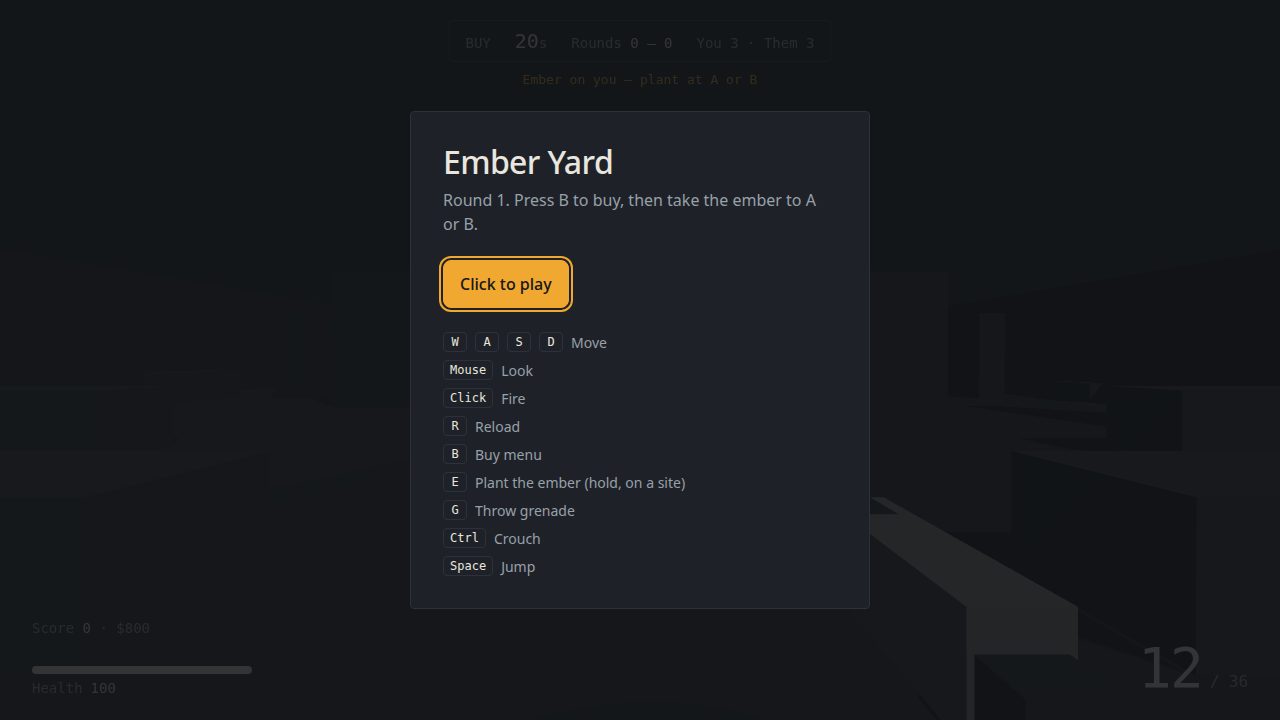 BUY 20s Rounds 0 — 0 You 3 · Them 3
Ember on you — plant at A or B
Ember Yard
Round 1. Press B to buy, then take the ember to A
or B.
Click to play
W A S D Move
Mouse Look
Click Fire
R Reload
B Buy menu
E Plant the ember (hold, on a site)
G Throw grenade
Ctrl Crouch
Space Jump
Score 0 · $800
Health 100
12 / 36